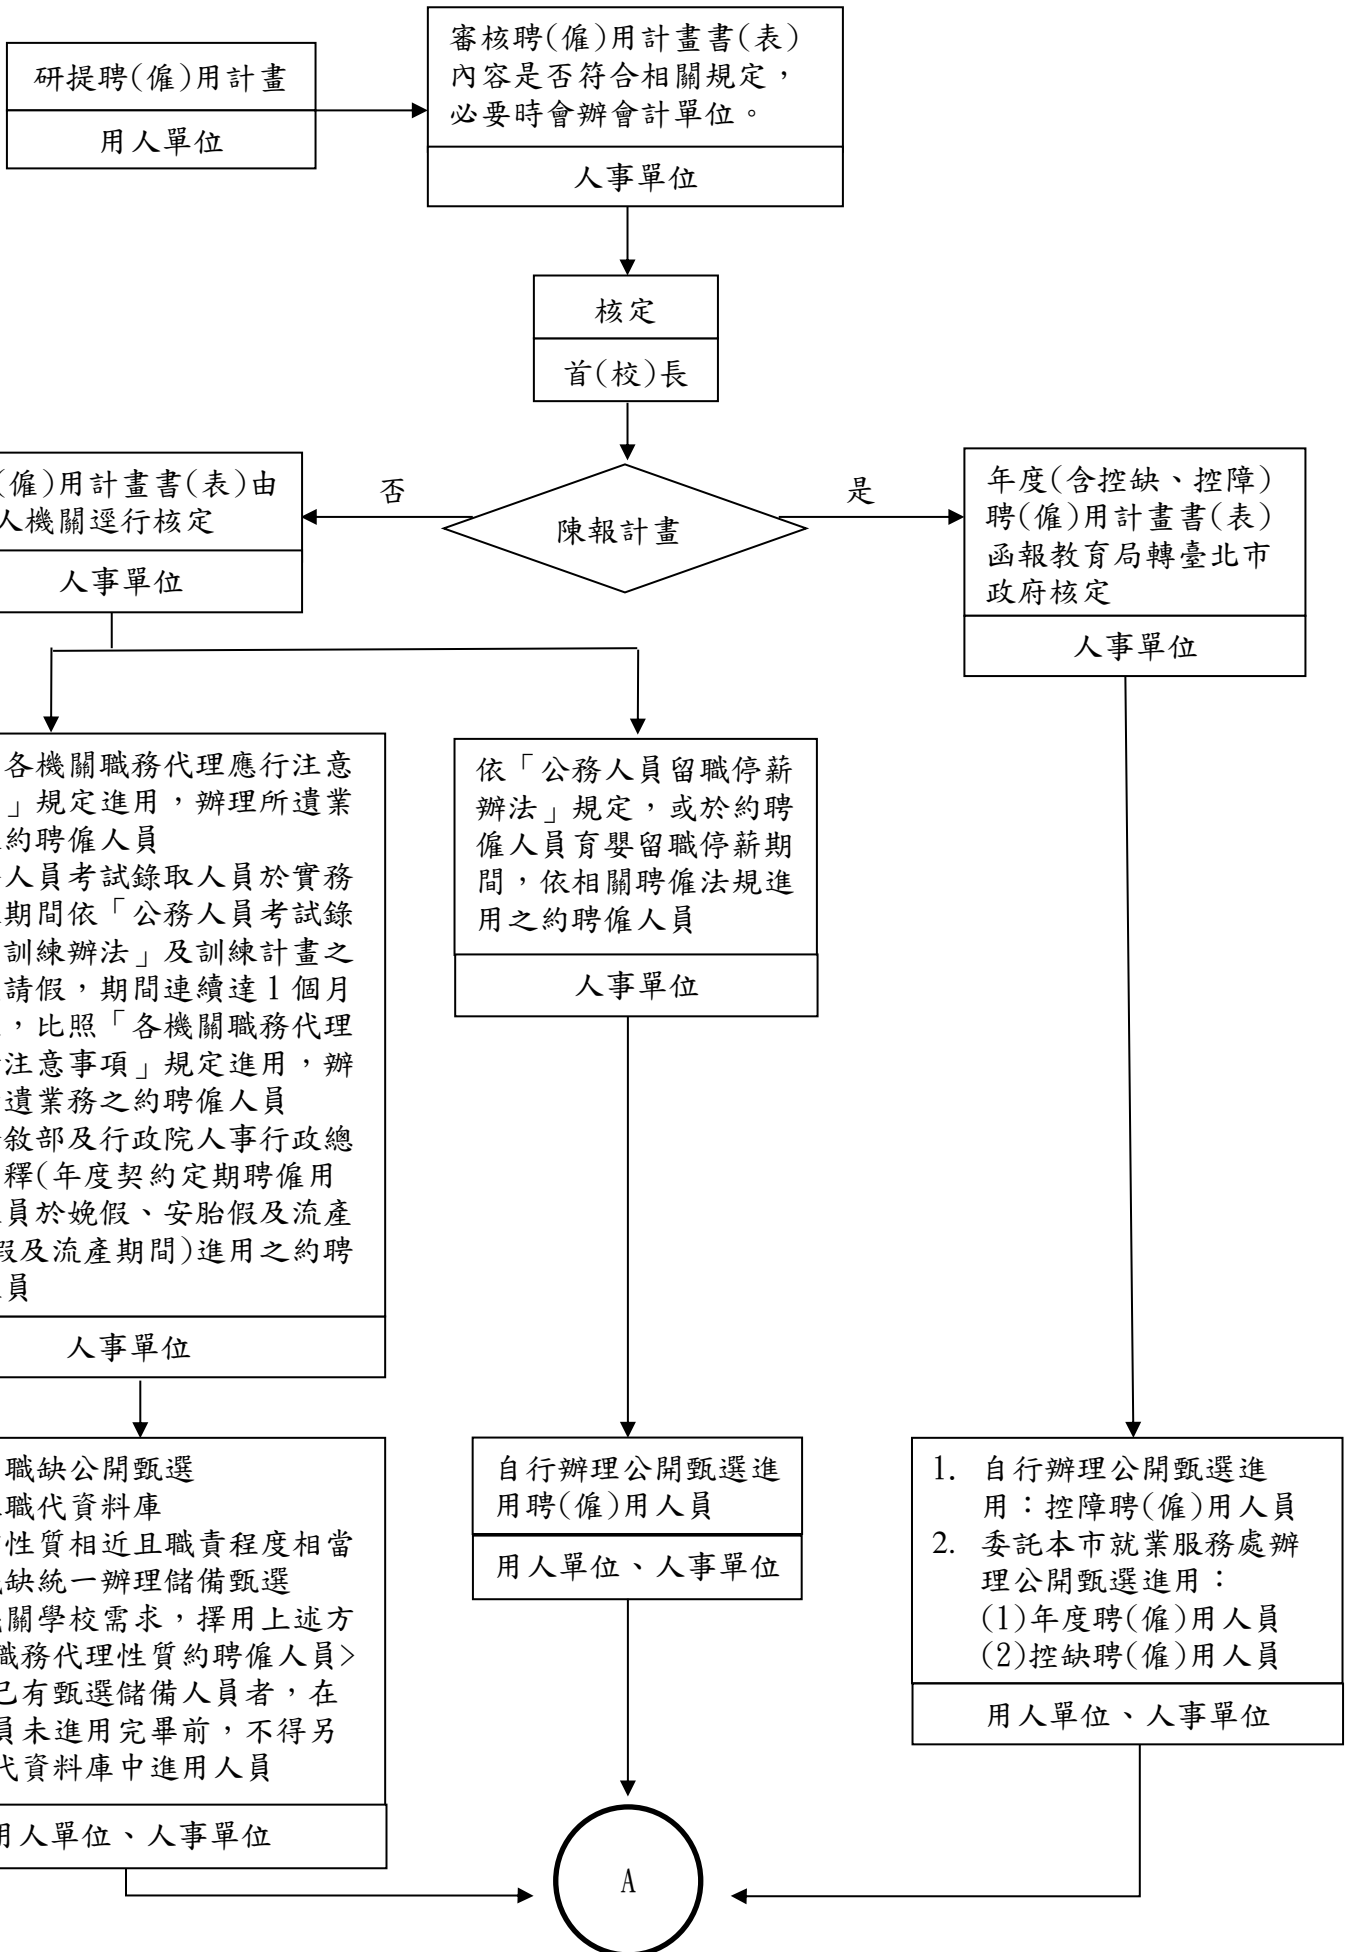 研提聘(僱)用計畫
用人單位
審核聘(僱)用計畫書(表)
內容是否符合相關規定，
必要時會辦會計單位。
人事單位
核定
首(校)長
陳報計畫
否
是
(僱)用計畫書(表)由
人機關逕行核定
人事單位
年度(含控缺、控障)
聘(僱)用計畫書(表)
函報教育局轉臺北市
政府核定
人事單位
各機關職務代理應行注意
」規定進用，辦理所遺業
約聘僱人員
人員考試錄取人員於實務
期間依「公務人員考試錄
訓練辦法」及訓練計畫之
請假，期間連續達1個月
，比照「各機關職務代理
注意事項」規定進用，辦
遺業務之約聘僱人員
敘部及行政院人事行政總
釋(年度契約定期聘僱用
員於娩假、安胎假及流產
假及流產期間)進用之約聘
員
人事單位
依「公務人員留職停薪
辦法」規定，或於約聘
僱人員育嬰留職停薪期
間，依相關聘僱法規進
用之約聘僱人員
人事單位
職缺公開甄選
職代資料庫
性質相近且職責程度相當
缺統一辦理儲備甄選
關學校需求，擇用上述方
職務代理性質約聘僱人員>
已有甄選儲備人員者，在
員未進用完畢前，不得另
代資料庫中進用人員
用人單位、人事單位
自行辦理公開甄選進
用聘(僱)用人員
用人單位、人事單位
1. 自行辦理公開甄選進
用：控障聘(僱)用人員
2. 委託本市就業服務處辦
理公開甄選進用：
(1)年度聘(僱)用人員
(2)控缺聘(僱)用人員
用人單位、人事單位
A